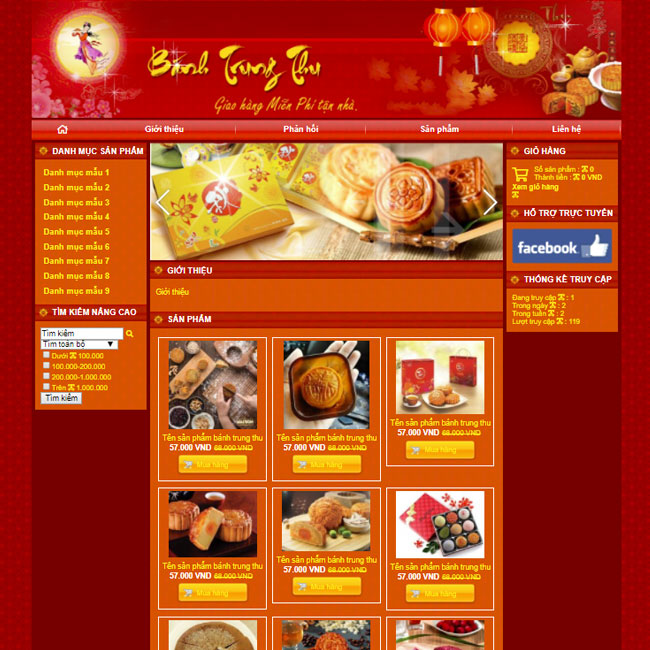 Bánh Trung Thu
Giao hàng Miễn Phí tận nhà.
Giới thiệu
Phản hồi
Sản phẩm
Liên hệ
DANH MỤC SẢN PHẨM
Danh mục mẫu 1
Danh mục mẫu 2
Danh mục mẫu 3
Danh mục mẫu 4
Danh mục mẫu 5
Danh mục mẫu 6
Danh mục mẫu 7
Danh mục mẫu 8
Danh mục mẫu 9
TÌM KIẾM NÂNG CAO
Tìm kiếm
Tìm toàn bộ
Dưới 100.000
100.000-200.000
200.000-1.000.000
Trên 1.000.000
Tìm kiếm
GIỚI THIỆU
Giới thiệu
SẢN PHẨM
Tên sản phẩm bánh trung thu
57.000 VND 68.000 VND
Mua hàng
Tên sản phẩm bánh trung thu
57.000 VND 68.000 VND
Mua hàng
Tên sản phẩm bánh trung thu
57.000 VND 68.000 VND
Mua hàng
Tên sản phẩm bánh trung thu
57.000 VND 68.000 VND
Mua hàng
Tên sản phẩm bánh trung thu
57.000 VND 68.000 VND
Mua hàng
Tên sản phẩm bánh trung thu
57.000 VND 68.000 VND
Mua hàng
GIỎ HÀNG
Số sản phẩm : 0
Thành tiền : 0 VND
Xem giỏ hàng
HỖ TRỢ TRỰC TUYẾN
facebook
THỐNG KÊ TRUY CẬP
Đang truy cập : 1
Trong ngày : 2
Trong tuần : 2
Lượt truy cập : 119